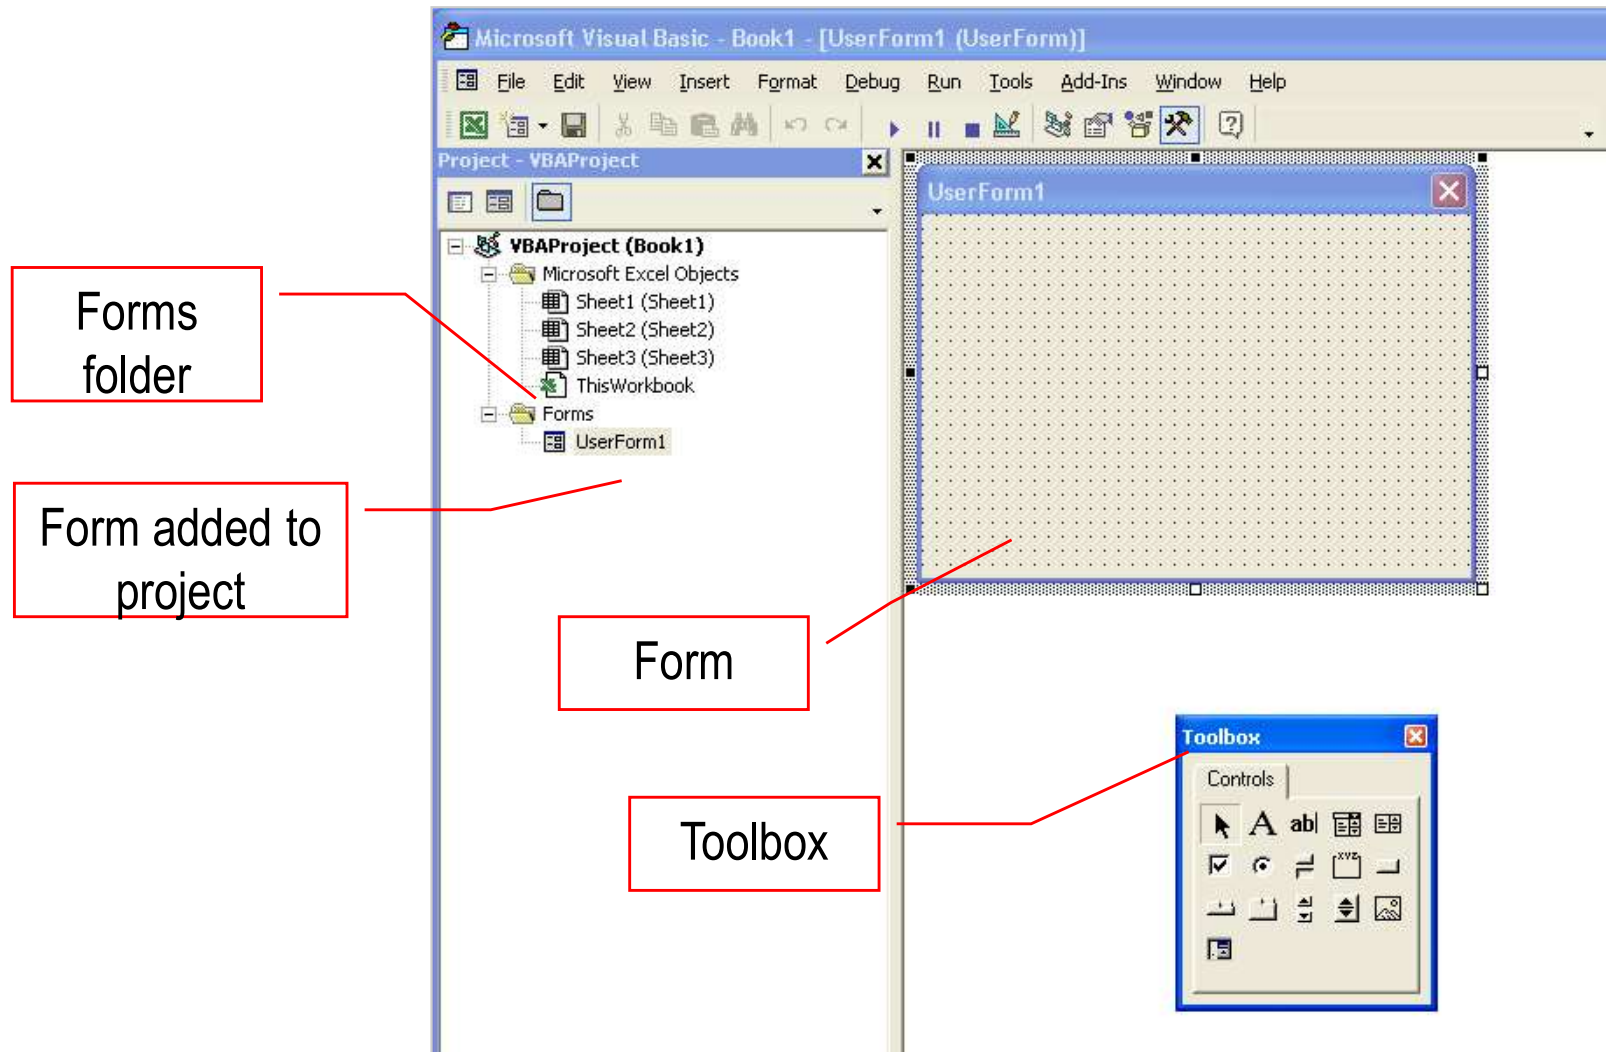 Microsoft Visual Basic - Book1 - [UserForm1 (UserForm)]
File Edit View Insert Format Debug Run Tools Add-Ins Window Help
Project - VBAProject
UserForm1
VBAProject (Book1)
Microsoft Excel Objects
Sheet1 (Sheet1)
Sheet2 (Sheet2)
Sheet3 (Sheet3)
ThisWorkbook
Forms
UserForm1
Forms
folder
Form added to
project
Form
Toolbox
Toolbox
Controls
A ab|
XYZ